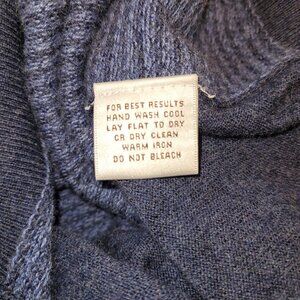 FOR BEST RESULTS
HAND WASH COOL
LAY FLAT TO DRY
OR DRY CLEAN
WARM IRON
DO NOT BLEACH